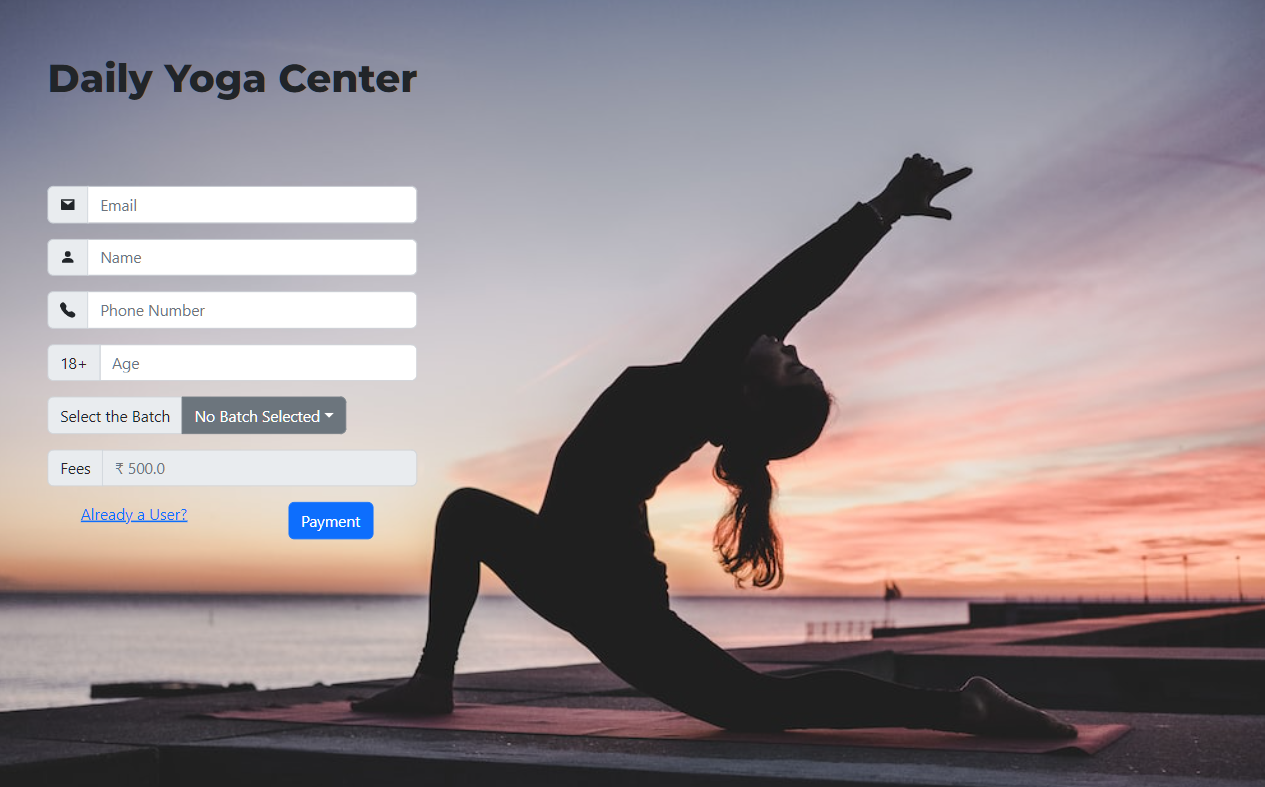 Daily Yoga Center
Email
Name
Phone Number
18+ Age
Select the Batch No Batch Selected
Fees ₹ 500.0
Already a User? Payment